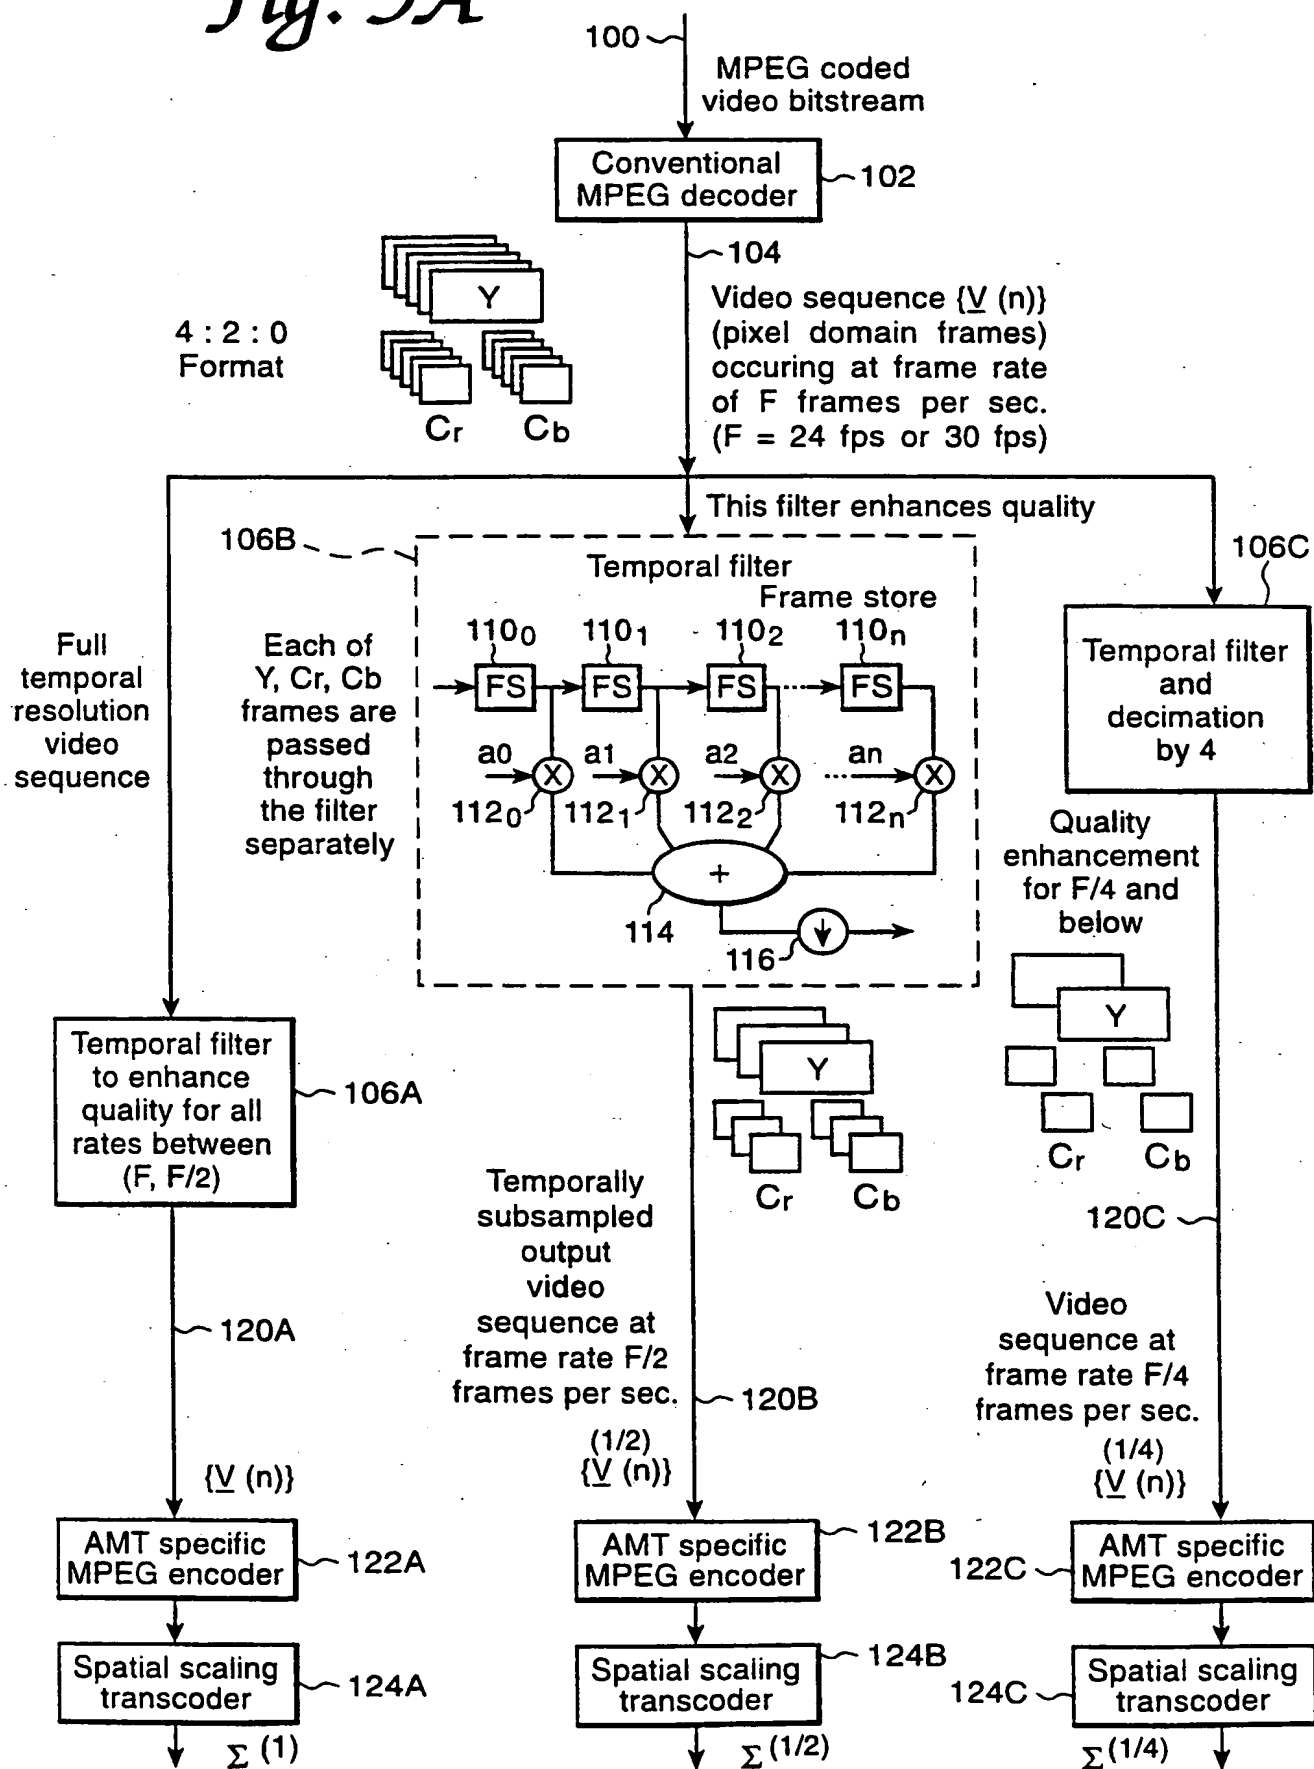 Fig. 5A
100
MPEG coded
video bitstream
Conventional
MPEG decoder
102
104
4 : 2 : 0
Format
Y
Cr
Cb
Video sequence {V (n)}
(pixel domain frames)
occuring at frame rate
of F frames per sec.
(F = 24 fps or 30 fps)
This filter enhances quality
106B
106C
Temporal filter
Frame store
110₀
110₁
110₂
110n
FS
FS
FS
FS
a0
a1
a2
an
X
X
X
X
112₀
112₁
112₂
112n
+
114
116
Full
temporal
resolution
video
sequence
Each of
Y, Cr, Cb
frames are
passed
through
the filter
separately
Temporal filter
and
decimation
by 4
Quality
enhancement
for F/4 and
below
Y
Cr
Cb
Temporal filter
to enhance
quality for all
rates between
(F, F/2)
106A
Y
Cr
Cb
Temporally
subsampled
output
video
sequence at
frame rate F/2
frames per sec.
120A
120B
120C
Video
sequence at
frame rate F/4
frames per sec.
{V (n)}
(1/2)
{V (n)}
(1/4)
{V (n)}
AMT specific
MPEG encoder
122A
AMT specific
MPEG encoder
122B
122C
AMT specific
MPEG encoder
Spatial scaling
transcoder
124A
Spatial scaling
transcoder
124B
124C
Spatial scaling
transcoder
Σ (1)
Σ (1/2)
Σ (1/4)